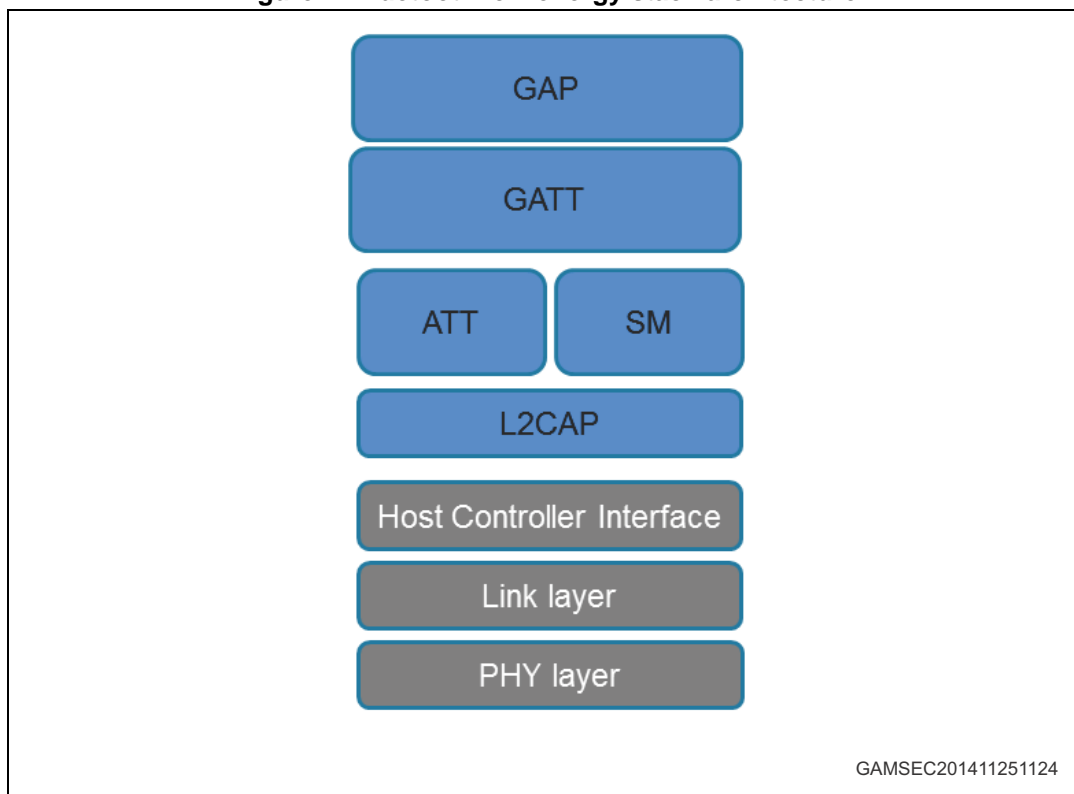 GAP
GATT
ATT
SM
L2CAP
Host Controller Interface
Link layer
PHY layer
GAMSEC201411251124